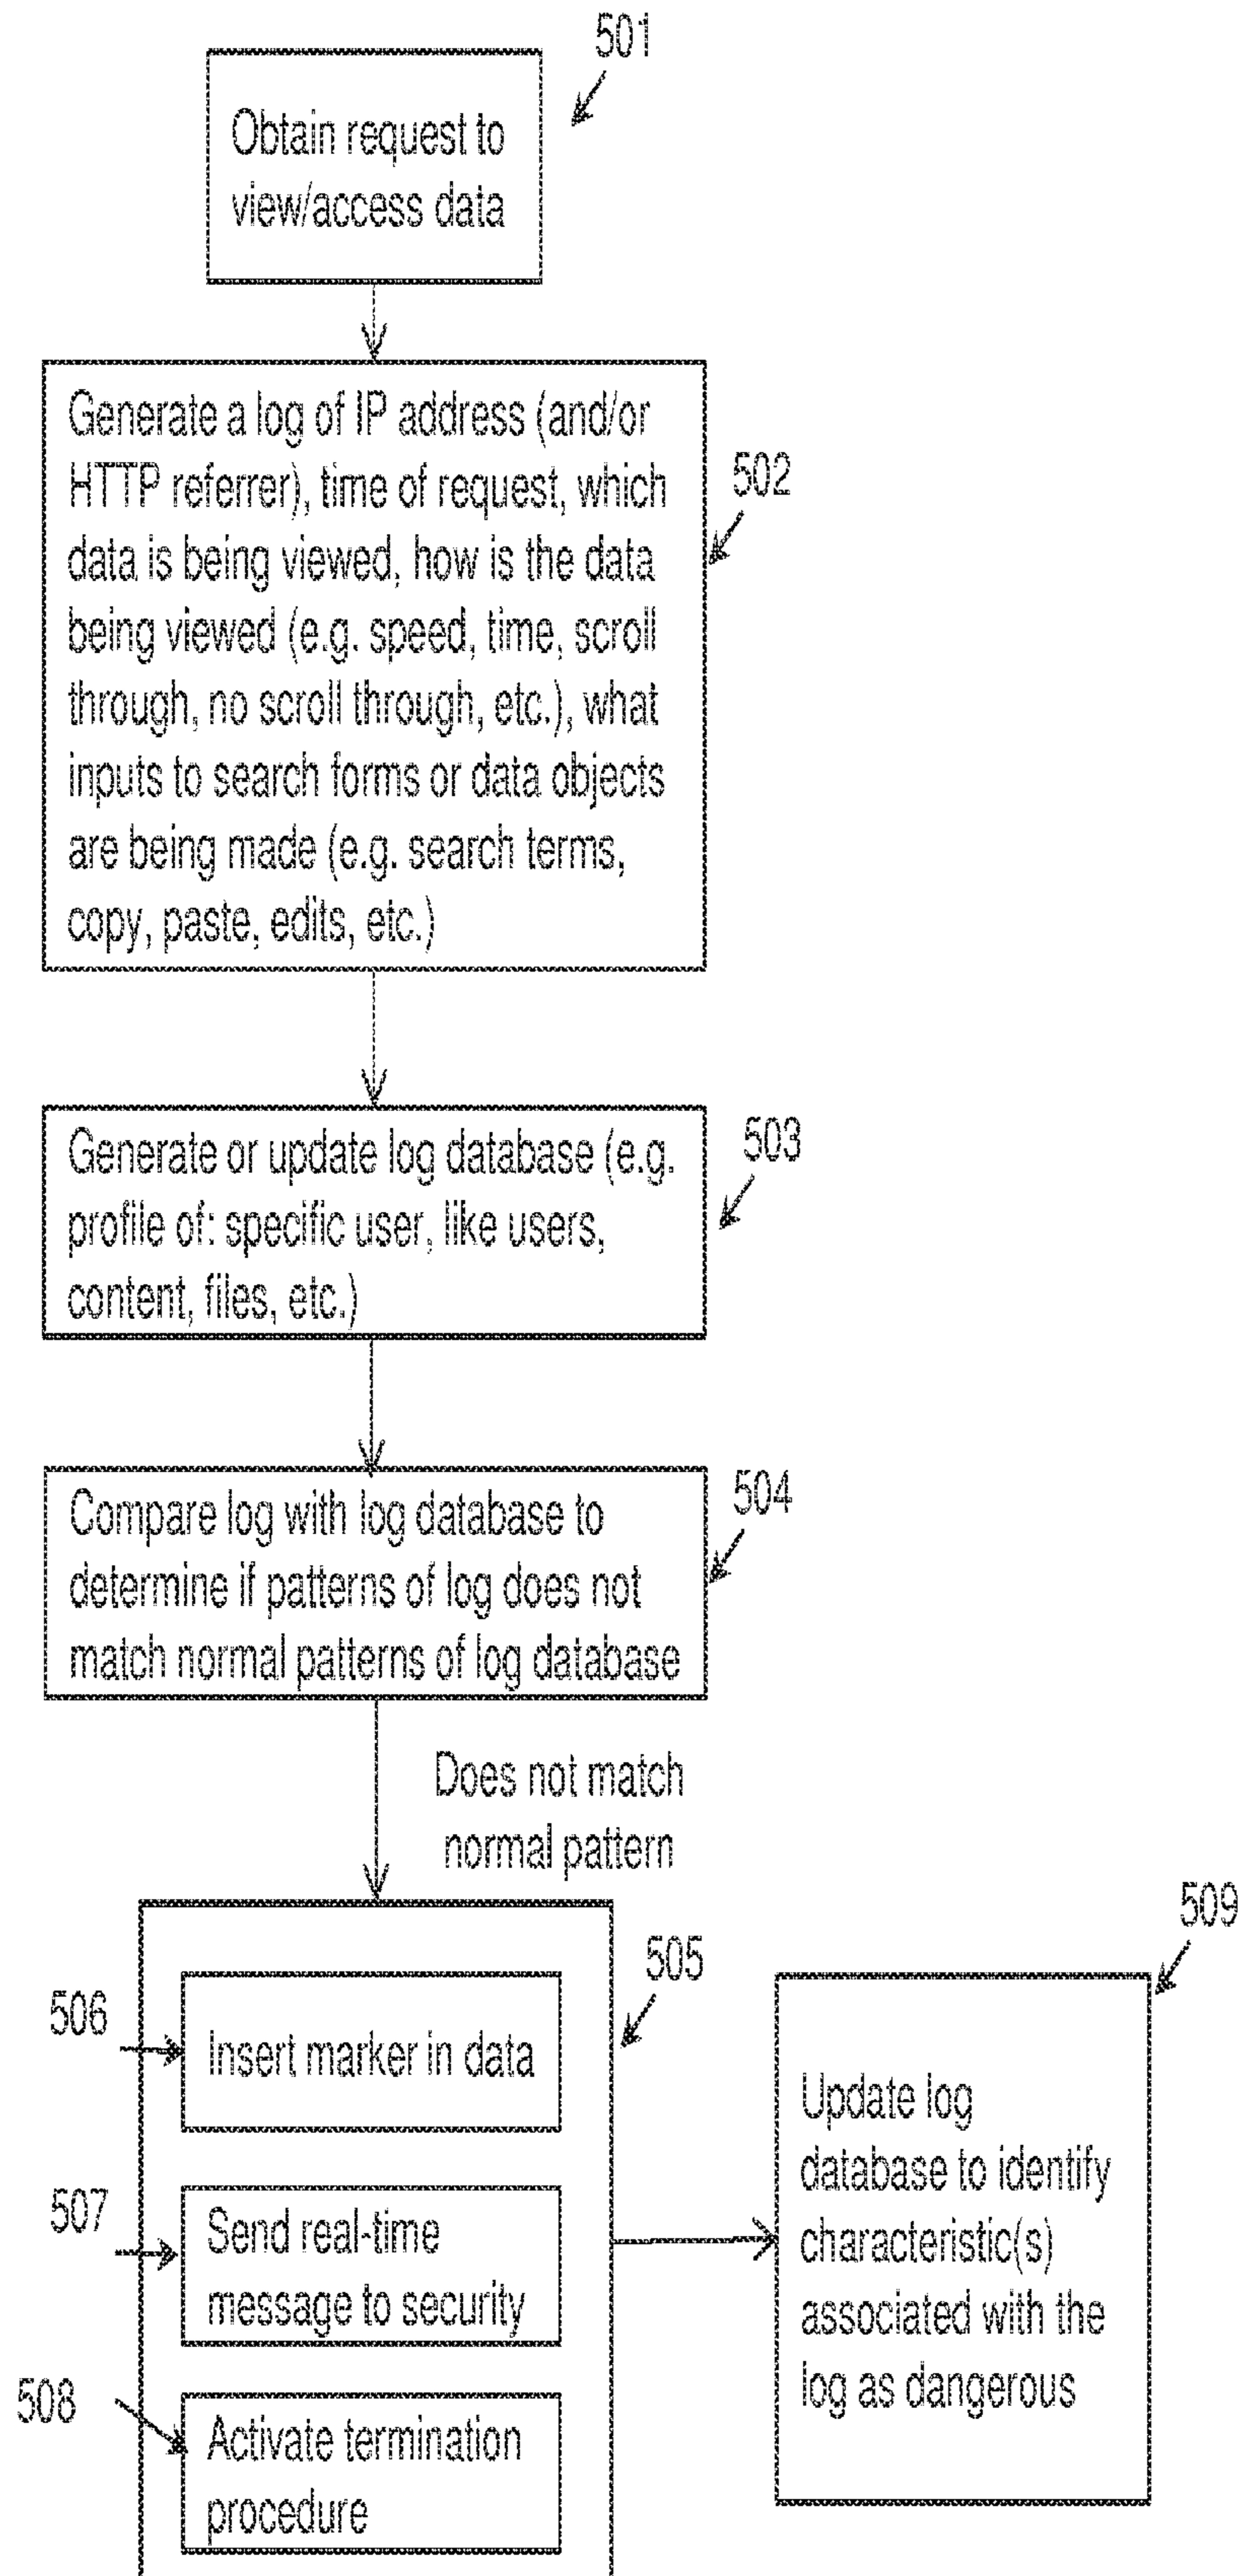 501
Obtain request to
view/access data
Generate a log of IP address (and/or
HTTP referrer), time of request, which
data is being viewed, how is the data
being viewed (e.g. speed, time, scroll
through, no scroll through, etc.), what
inputs to search forms or data objects
are being made (e.g. search terms,
copy, paste, edits, etc.)
502
Generate or update log database (e.g.
profile of: specific user, like users,
content, files, etc.)
503
Compare log with log database to
determine if patterns of log does not
match normal patterns of log database
504
Does not match
normal pattern
505
506
Insert marker in data
507
Send real-time
message to security
508
Activate termination
procedure
509
Update log
database to identify
characteristic(s)
associated with the
log as dangerous